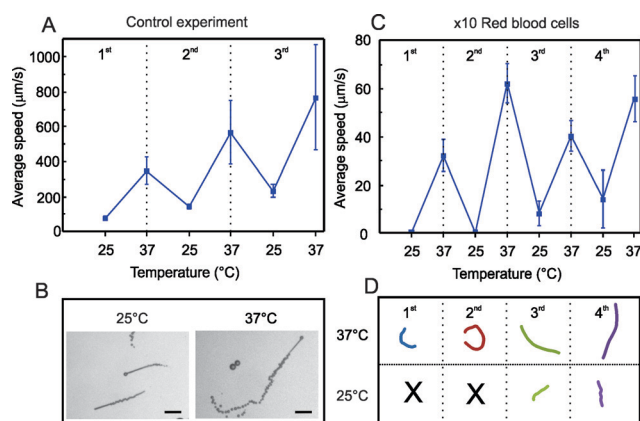 A
Control experiment
1st
2nd
3rd
1000
800
600
400
200
0
Average speed (µm/s)
25
37
25
37
25
37
Temperature (°C)
B
25°C
37°C
C
x10 Red blood cells
1st
2nd
3rd
4th
80
60
40
20
0
Average speed (µm/s)
25
37
25
37
25
37
25
37
Temperature (°C)
D
1st
2nd
3rd
4th
37°C
25°C
X
X